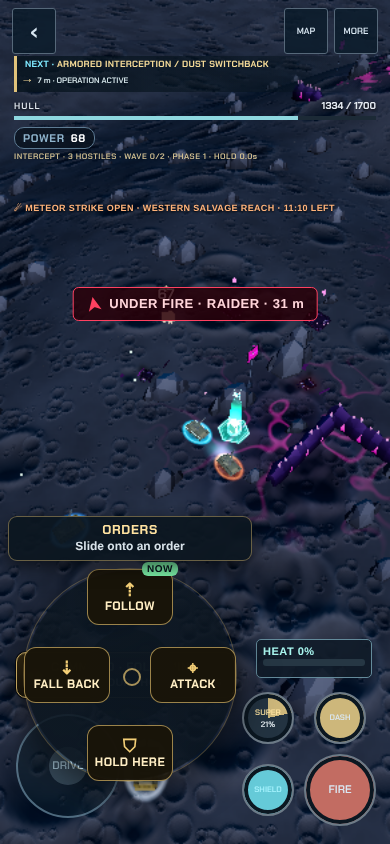 ‹
MAP
MORE
NEXT · ARMORED INTERCEPTION / DUST SWITCHBACK
→ 7 m · OPERATION ACTIVE
HULL
1334 / 1700
POWER 68
INTERCEPT · 3 HOSTILES · WAVE 0/2 · PHASE 1 · HOLD 0.0s
METEOR STRIKE OPEN · WESTERN SALVAGE REACH · 11:10 LEFT
UNDER FIRE · RAIDER · 31 m
ORDERS
Slide onto an order
NOW
FOLLOW
FALL BACK
ATTACK
HOLD HERE
DRIVE
HEAT 0%
SUPER
21%
DASH
SHIELD
FIRE